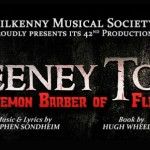 ILKENNY MUSICAL SOCIET
ROUDLY PRESENTS ITS 42ND PRODUCTION
EENEY TO
EMON BARBER OF FL
Music & Lyrics by
PHEN SONDHEIM
Book by
HUGH WHEEL